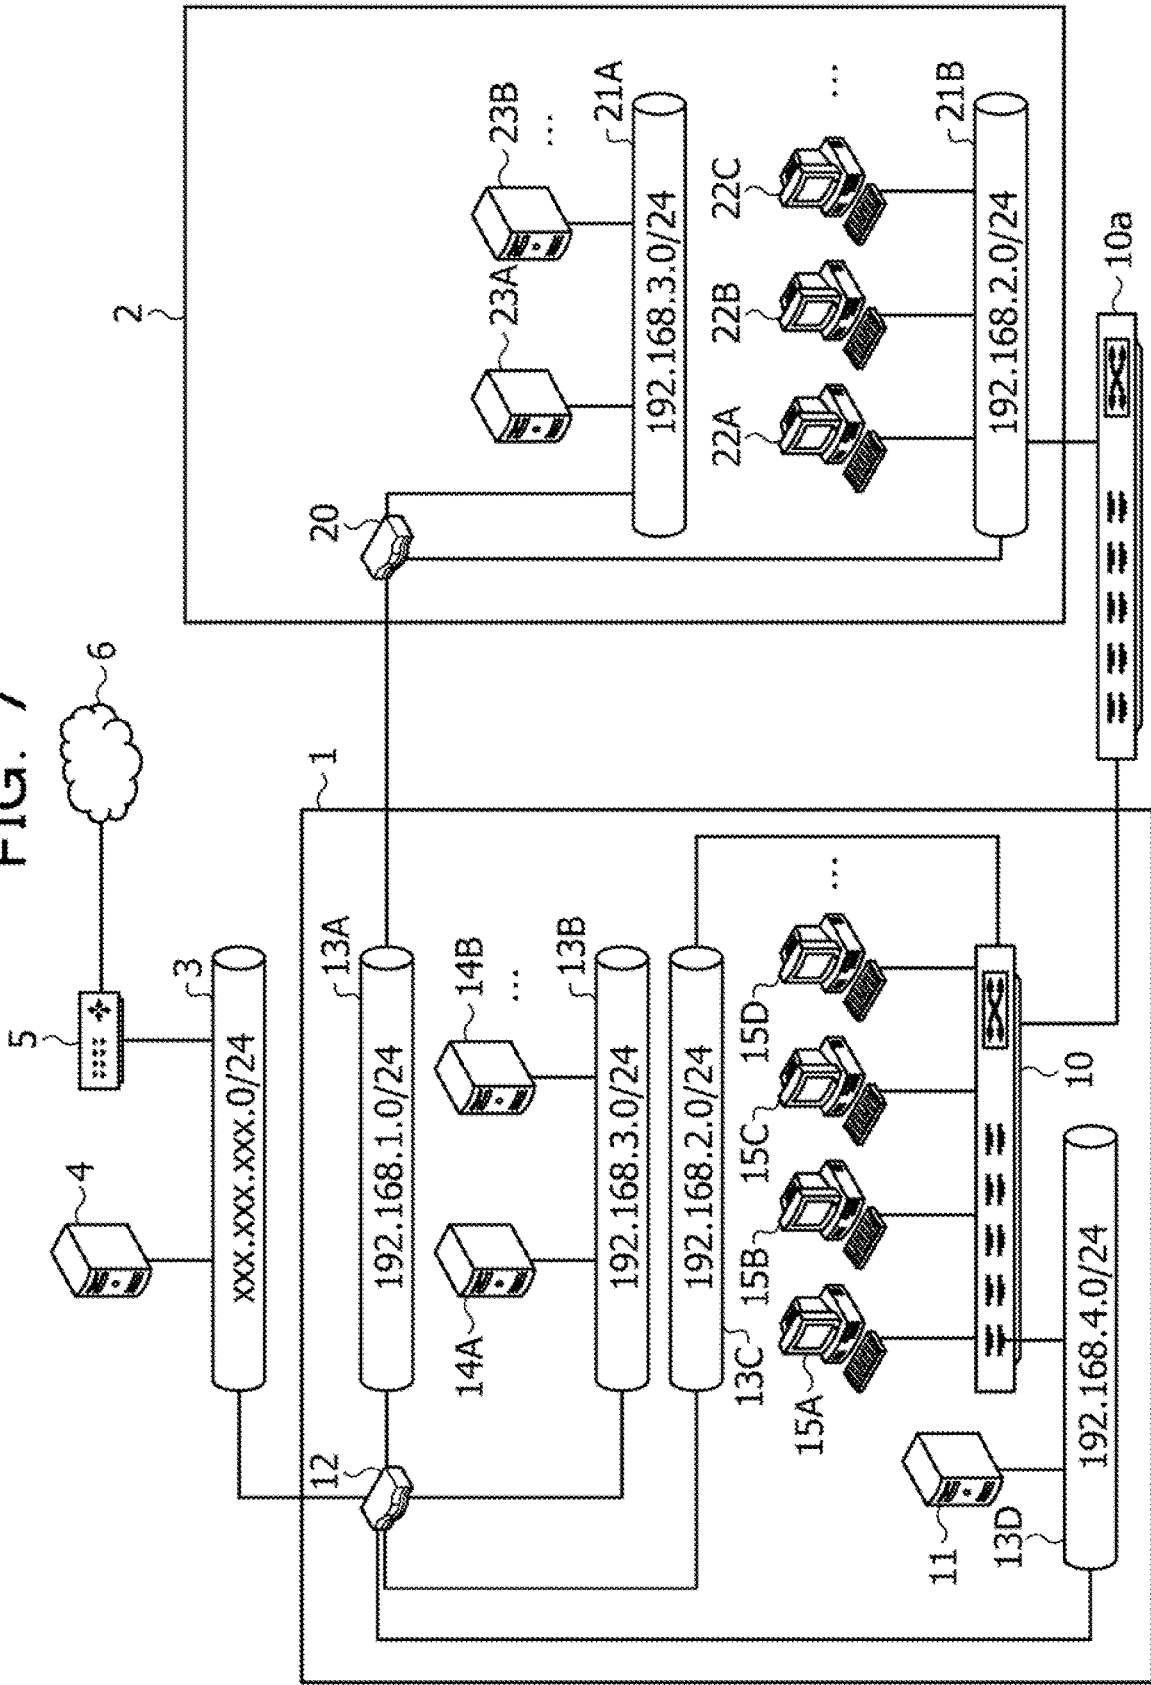 FIG. 7
6
5
4
3
xxx.xxx.xxx.0/24
1
2
12
13A
192.168.1.0/24
20
14A
14B
...
13B
192.168.3.0/24
192.168.2.0/24
13C
23A
23B
...
21A
192.168.3.0/24
15A
15B
15C
15D
...
22A
22B
22C
...
21B
192.168.2.0/24
11
13D
192.168.4.0/24
10
10a